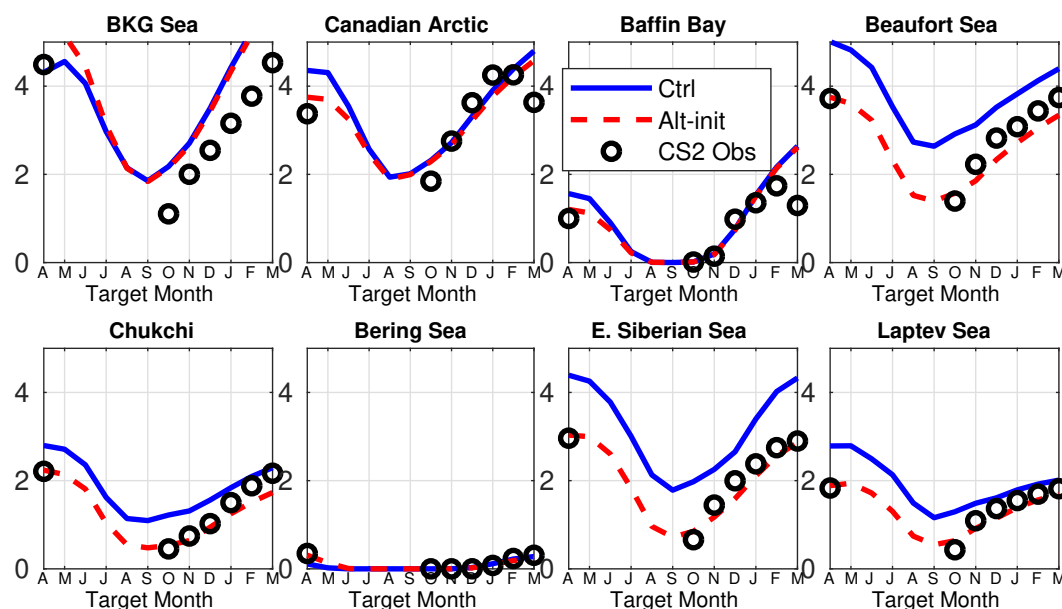 BKG Sea
Canadian Arctic
Baffin Bay
Beaufort Sea
4
2
0
A M J J A S O N D J F M
Target Month
4
2
0
A M J J A S O N D J F M
Target Month
4
2
0
A M J J A S O N D J F M
Target Month
Ctrl
Alt-init
CS2 Obs
4
2
0
A M J J A S O N D J F M
Target Month
Chukchi
Bering Sea
E. Siberian Sea
Laptev Sea
4
2
0
A M J J A S O N D J F M
Target Month
4
2
0
A M J J A S O N D J F M
Target Month
4
2
0
A M J J A S O N D J F M
Target Month
4
2
0
A M J J A S O N D J F M
Target Month